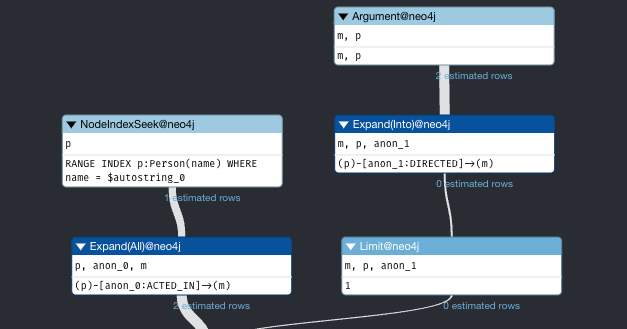 Argument@neo4j
m, p
m, p
2 estimated rows
NodeIndexSeek@neo4j
p
RANGE INDEX p:Person(name) WHERE
name = $autostring_0
1 estimated rows
Expand(Into)@neo4j
m, p, anon_1
(p)-[anon_1:DIRECTED]->(m)
0 estimated rows
Expand(All)@neo4j
p, anon_0, m
(p)-[anon_0:ACTED_IN]->(m)
2 estimated rows
Limit@neo4j
m, p, anon_1
1
0 estimated rows